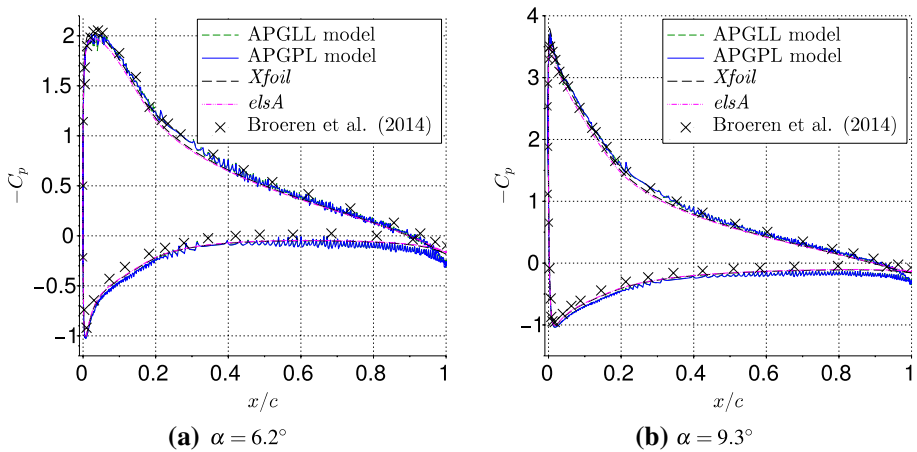 APGLL model
APGPL model
Xfoil
elsA
Broeren et al. (2014)
2
1.5
1
0.5
0
−0.5
−1
−Cp
0 0.2 0.4 0.6 0.8 1
x/c
(a) α = 6.2°
APGLL model
APGPL model
Xfoil
elsA
Broeren et al. (2014)
4
3
2
1
0
−1
−Cp
0 0.2 0.4 0.6 0.8 1
x/c
(b) α = 9.3°